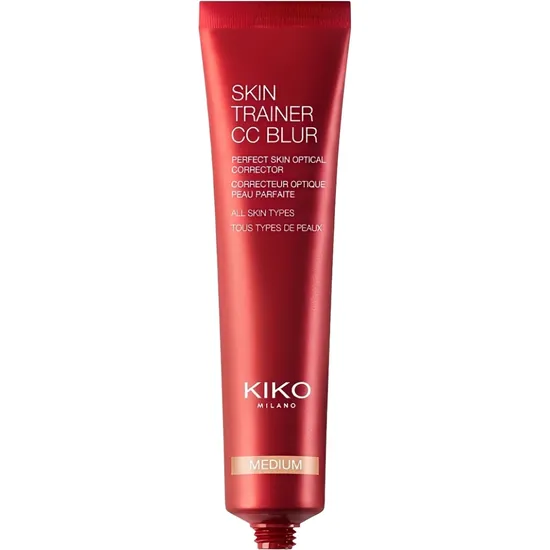 SKIN
TRAINER
CC BLUR
PERFECT SKIN OPTICAL
CORRECTOR
CORRECTEUR OPTIQUE
PEAU PARFAITE
ALL SKIN TYPES
TOUS TYPES DE PEAUX
KIKO
MILANO
MEDIUM